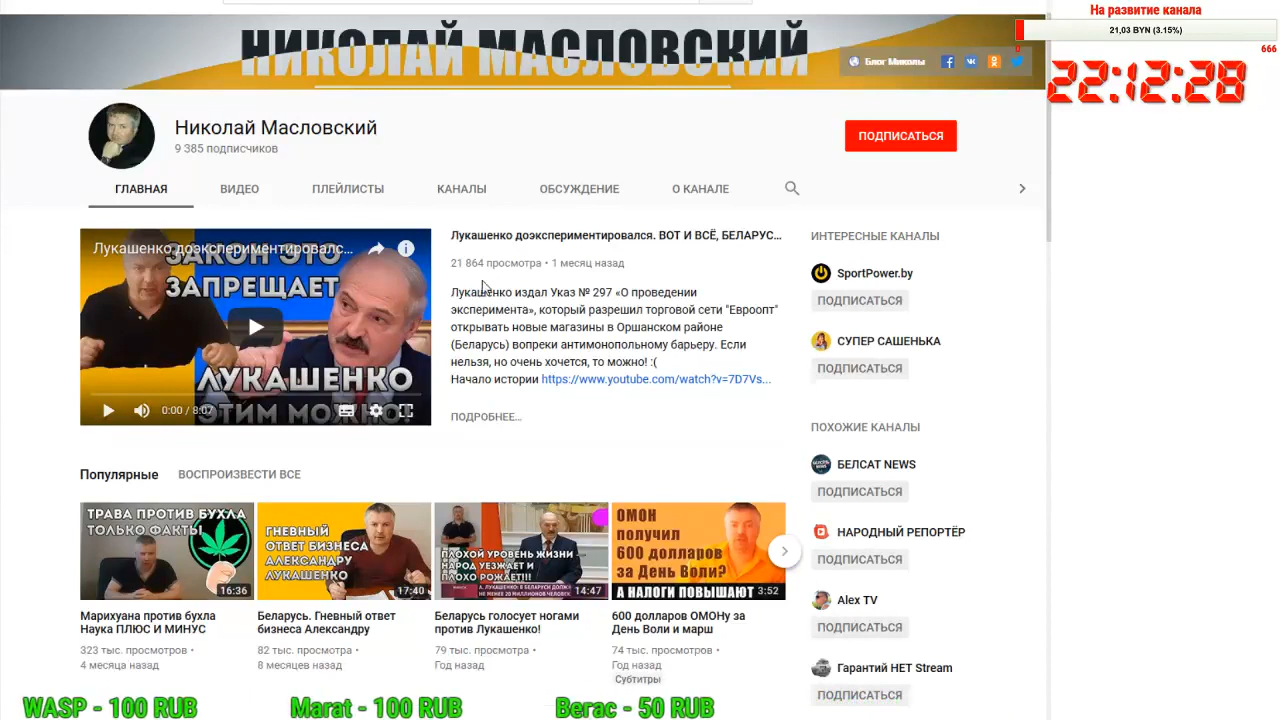 НИКОЛАЙ МАСЛОВСКИЙ
Блог Миколы
На развитие канала
21,03 BYN (3.15%)
0
666
22:12:28
Николай Масловский
9 385 подписчиков
ПОДПИСАТЬСЯ
ГЛАВНАЯ
ВИДЕО
ПЛЕЙЛИСТЫ
КАНАЛЫ
ОБСУЖДЕНИЕ
О КАНАЛЕ
Лукашенко доэкспериментировалс...
ЗАКОН ЭТО
ЗАПРЕЩАЕТ
ЛУКАШЕНКО
ЭТИМ МОЖНО!
0:00 / 8:07
Лукашенко доэкспериментировался. ВОТ И ВСЁ, БЕЛАРУС...
21 864 просмотра • 1 месяц назад
Лукашенко издал Указ № 297 «О проведении
эксперимента», который разрешил торговой сети "Евроопт"
открывать новые магазины в Оршанском районе
(Беларусь) вопреки антимонопольному барьеру. Если
нельзя, но очень хочется, то можно! :(
Начало истории https://www.youtube.com/watch?v=7D7Vs...
ПОДРОБНЕЕ...
ИНТЕРЕСНЫЕ КАНАЛЫ
SportPower.by
ПОДПИСАТЬСЯ
СУПЕР САШЕНЬКА
ПОДПИСАТЬСЯ
ПОХОЖИЕ КАНАЛЫ
БЕЛСАТ NEWS
ПОДПИСАТЬСЯ
НАРОДНЫЙ РЕПОРТЁР
ПОДПИСАТЬСЯ
Alex TV
ПОДПИСАТЬСЯ
Гарантий НЕТ Stream
ПОДПИСАТЬСЯ
Популярные
ВОСПРОИЗВЕСТИ ВСЕ
ТРАВА ПРОТИВ БУХЛА
ТОЛЬКО ФАКТЫ
16:36
Марихуана против бухла
Наука ПЛЮС И МИНУС
323 тыс. просмотров •
4 месяца назад
ГНЕВНЫЙ
ОТВЕТ БИЗНЕСА
АЛЕКСАНДРУ
ЛУКАШЕНКО
17:40
Беларусь. Гневный ответ
бизнеса Александру
82 тыс. просмотра •
8 месяцев назад
ПЛОХОЙ УРОВЕНЬ ЖИЗНИ
НАРОД УЕЗЖАЕТ И
ПЛОХО РОЖАЕТ!!!
14:47
Беларусь голосует ногами
против Лукашенко!
79 тыс. просмотров •
Год назад
ОМОН
получил
600 долларов
за День Воли?
А НАЛОГИ ПОВЫШАЮТ
3:52
600 долларов ОМОНу за
День Воли и марш
74 тыс. просмотров •
Год назад
Субтитры
WASP - 100 RUB
Marat - 100 RUB
Вегас - 50 RUB